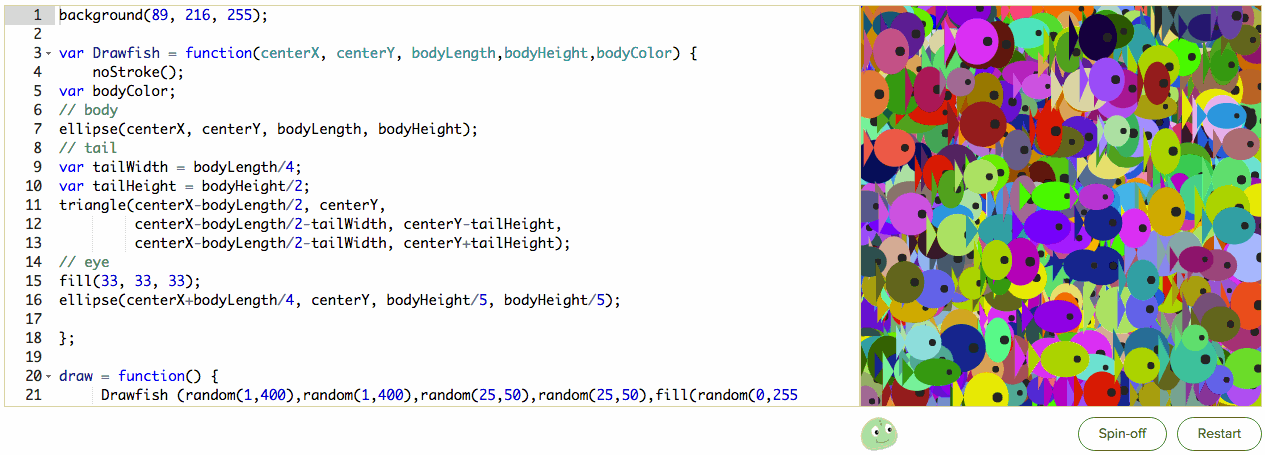 1 background(89, 216, 255);
2
3 var Drawfish = function(centerX, centerY, bodyLength,bodyHeight,bodyColor) {
4 noStroke();
5 var bodyColor;
6 // body
7 ellipse(centerX, centerY, bodyLength, bodyHeight);
8 // tail
9 var tailWidth = bodyLength/4;
10 var tailHeight = bodyHeight/2;
11 triangle(centerX-bodyLength/2, centerY,
12 centerX-bodyLength/2-tailWidth, centerY-tailHeight,
13 centerX-bodyLength/2-tailWidth, centerY+tailHeight);
14 // eye
15 fill(33, 33, 33);
16 ellipse(centerX+bodyLength/4, centerY, bodyHeight/5, bodyHeight/5);
17
18 };
19
20 draw = function() {
21 Drawfish (random(1,400),random(1,400),random(25,50),random(25,50),fill(random(0,255
Spin-off Restart